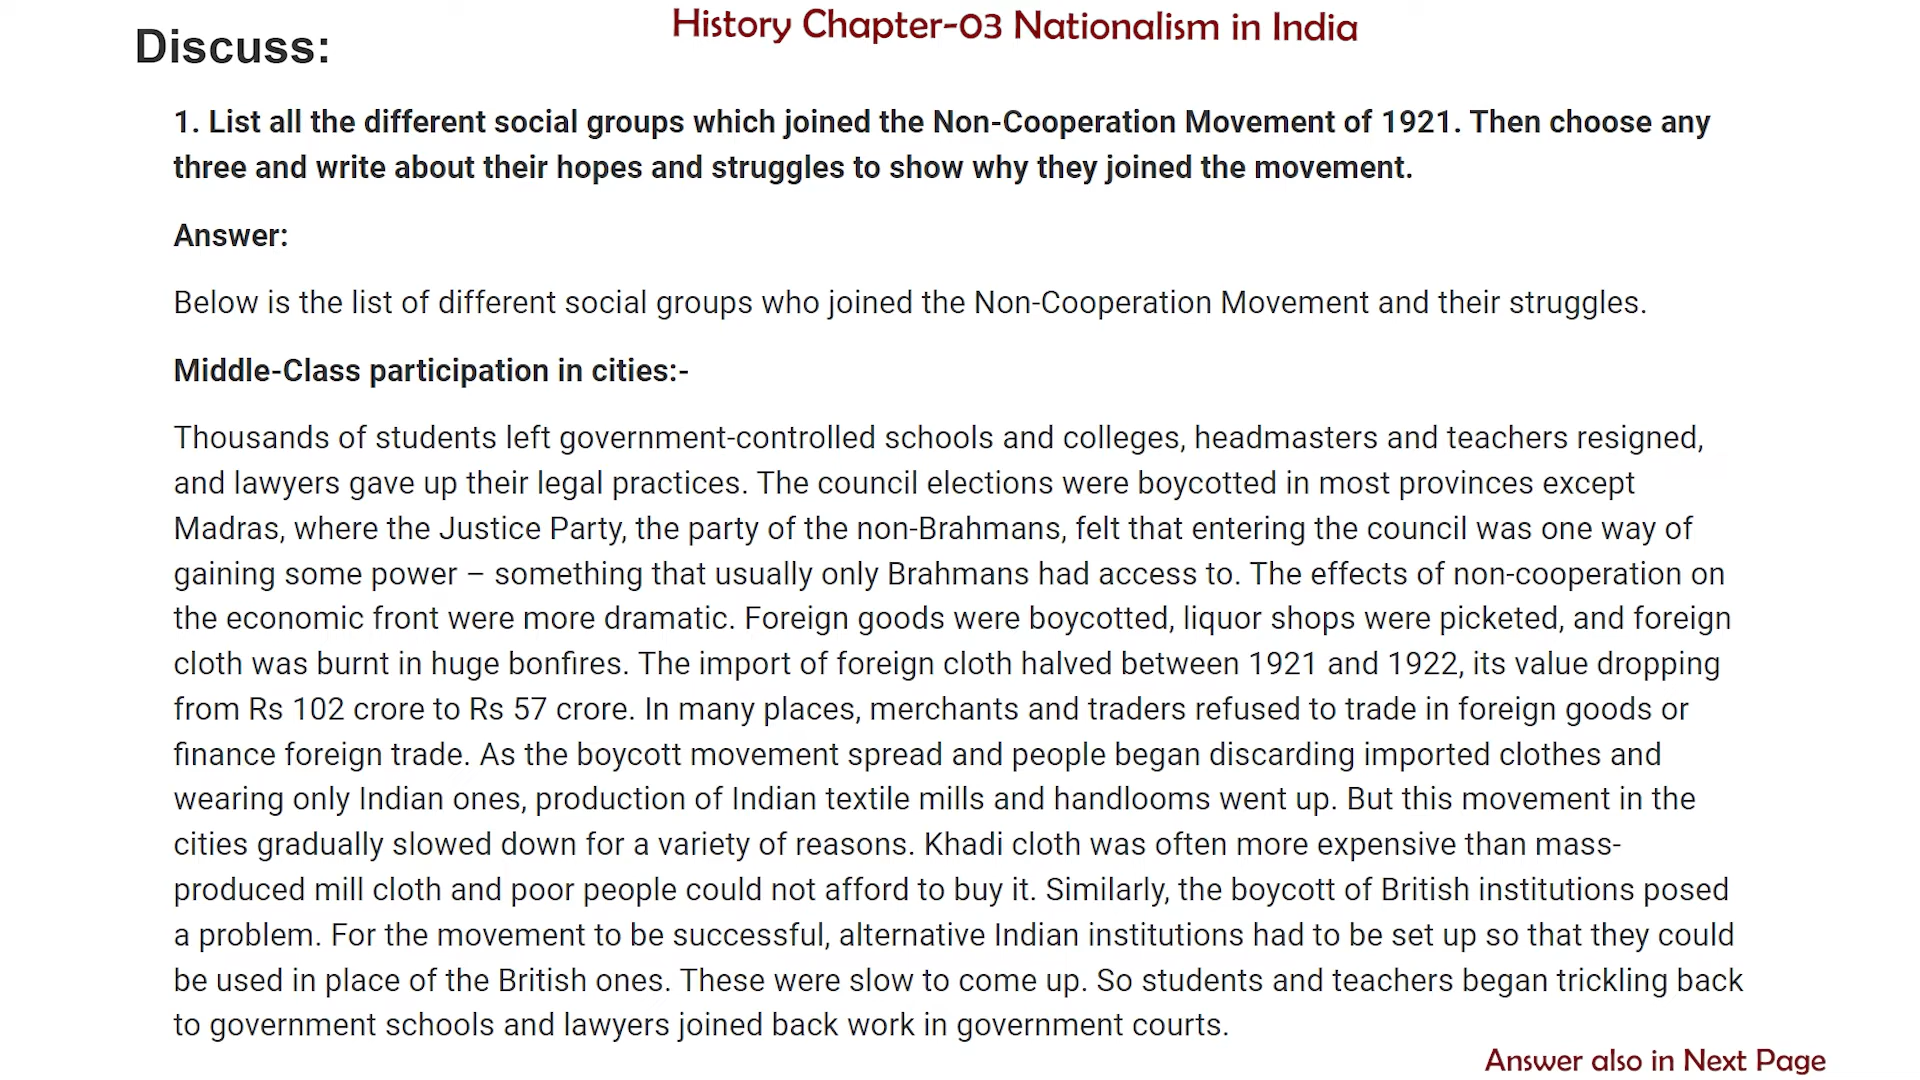 History Chapter-03 Nationalism in India
Discuss:
1. List all the different social groups which joined the Non-Cooperation Movement of 1921. Then choose any
three and write about their hopes and struggles to show why they joined the movement.
Answer:
Below is the list of different social groups who joined the Non-Cooperation Movement and their struggles.
Middle-Class participation in cities:-
Thousands of students left government-controlled schools and colleges, headmasters and teachers resigned,
and lawyers gave up their legal practices. The council elections were boycotted in most provinces except
Madras, where the Justice Party, the party of the non-Brahmans, felt that entering the council was one way of
gaining some power – something that usually only Brahmans had access to. The effects of non-cooperation on
the economic front were more dramatic. Foreign goods were boycotted, liquor shops were picketed, and foreign
cloth was burnt in huge bonfires. The import of foreign cloth halved between 1921 and 1922, its value dropping
from Rs 102 crore to Rs 57 crore. In many places, merchants and traders refused to trade in foreign goods or
finance foreign trade. As the boycott movement spread and people began discarding imported clothes and
wearing only Indian ones, production of Indian textile mills and handlooms went up. But this movement in the
cities gradually slowed down for a variety of reasons. Khadi cloth was often more expensive than mass-
produced mill cloth and poor people could not afford to buy it. Similarly, the boycott of British institutions posed
a problem. For the movement to be successful, alternative Indian institutions had to be set up so that they could
be used in place of the British ones. These were slow to come up. So students and teachers began trickling back
to government schools and lawyers joined back work in government courts.
Answer also in Next Page